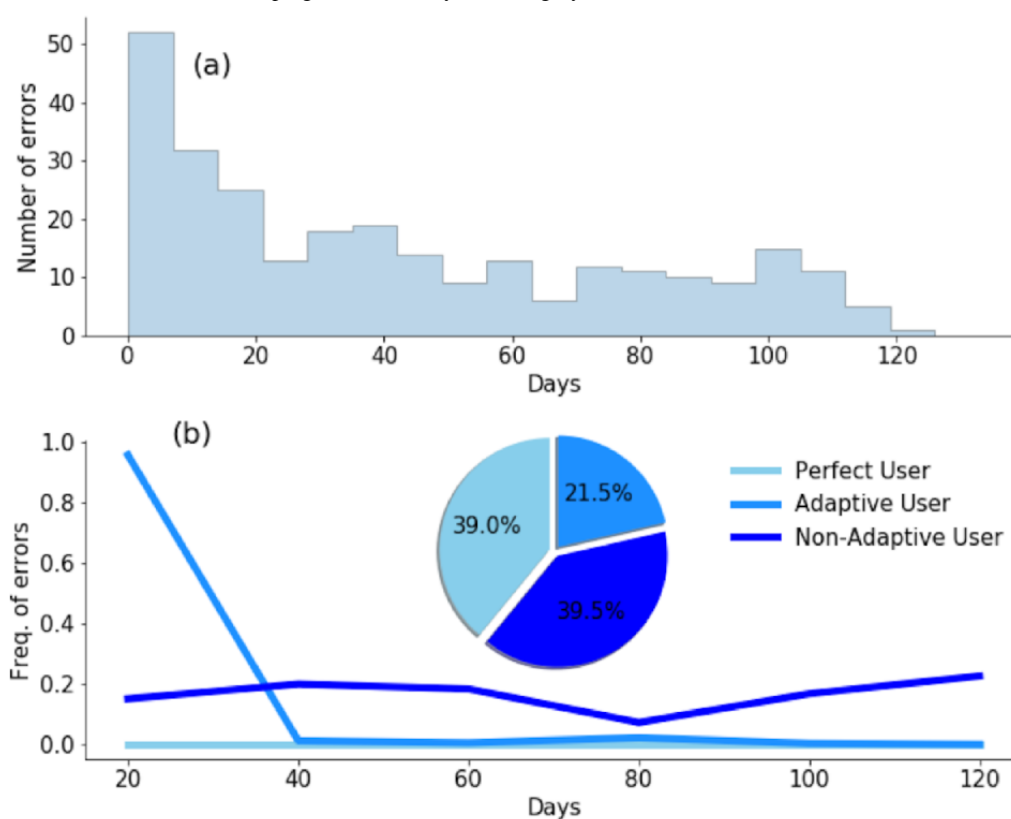 (a)
Number of errors
50
40
30
20
10
0
0 20 40 60 80 100 120
Days
(b)
Freq. of errors
1.0
0.8
0.6
0.4
0.2
0.0
21.5%
39.0%
39.5%
Perfect User
Adaptive User
Non-Adaptive User
20 40 60 80 100 120
Days